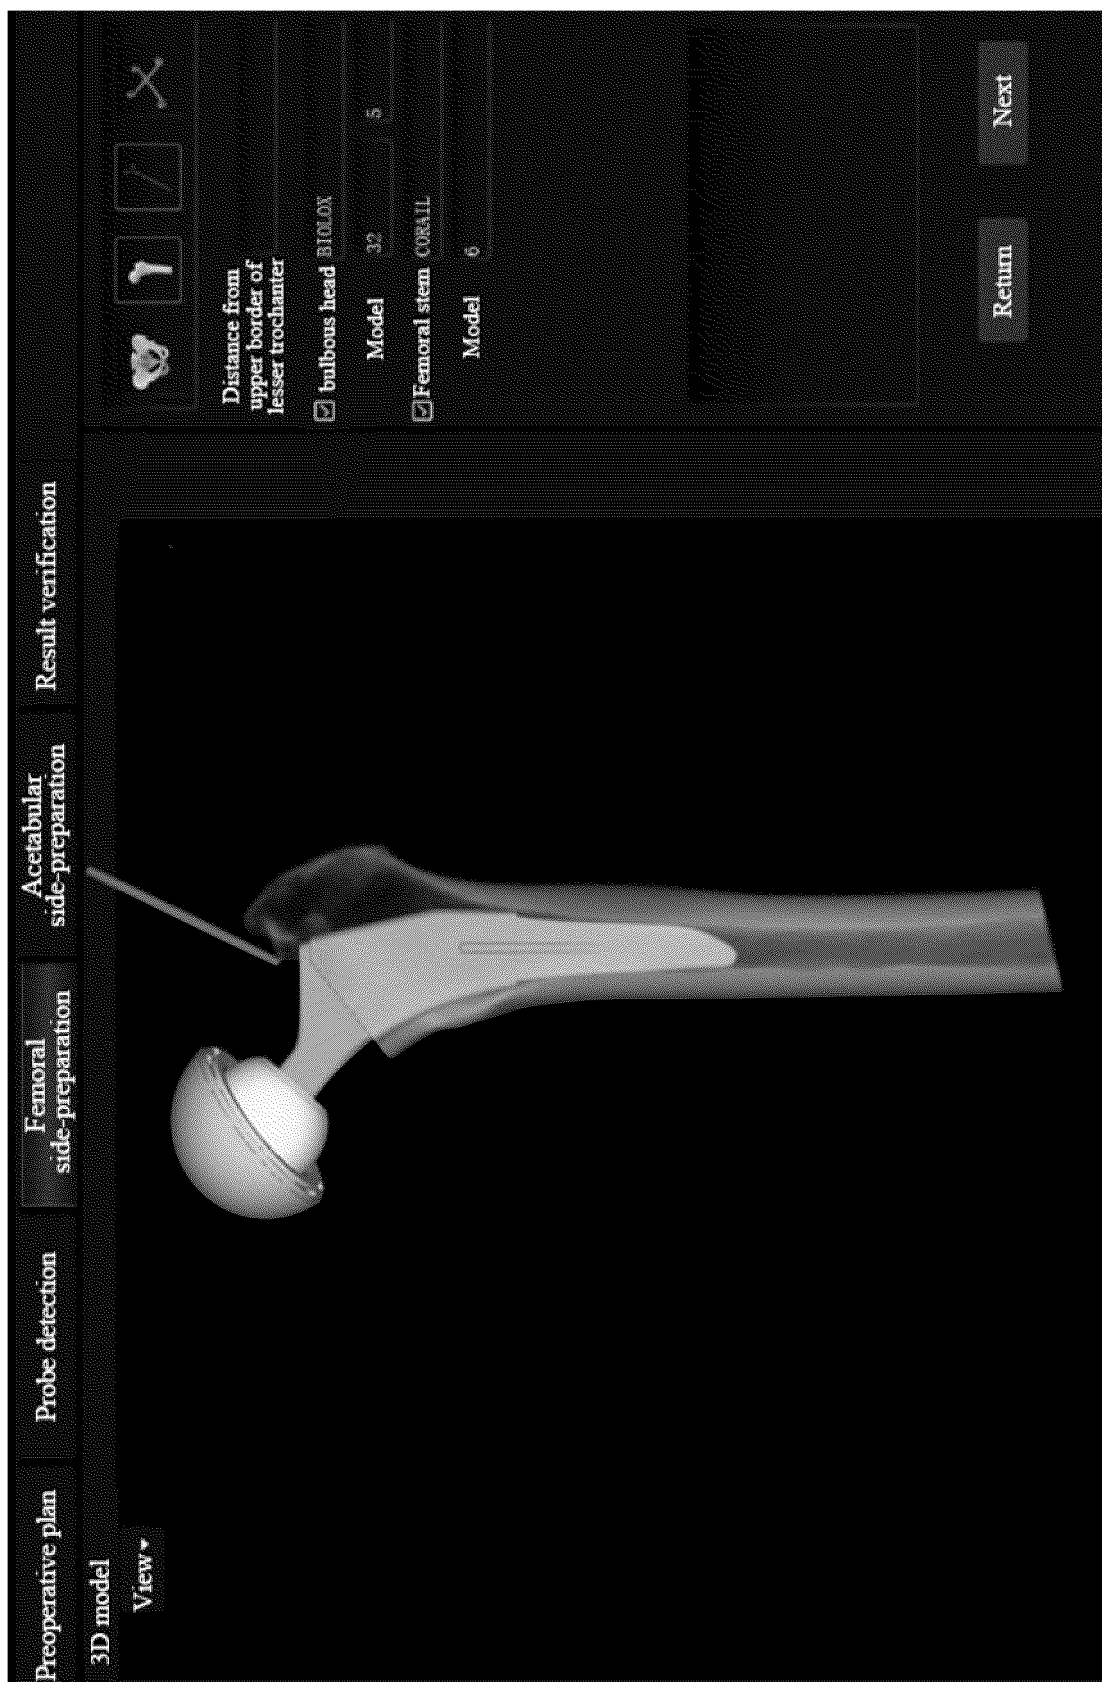 Preoperative plan
Probe detection
Femoral
side-preparation
Acetabular
side-preparation
Result verification
3D model
View
Distance from
upper border of
lesser trochanter
bulbous head BIOLOX
Model 32 5
Femoral stem CORAIL
Model 6
Return
Next